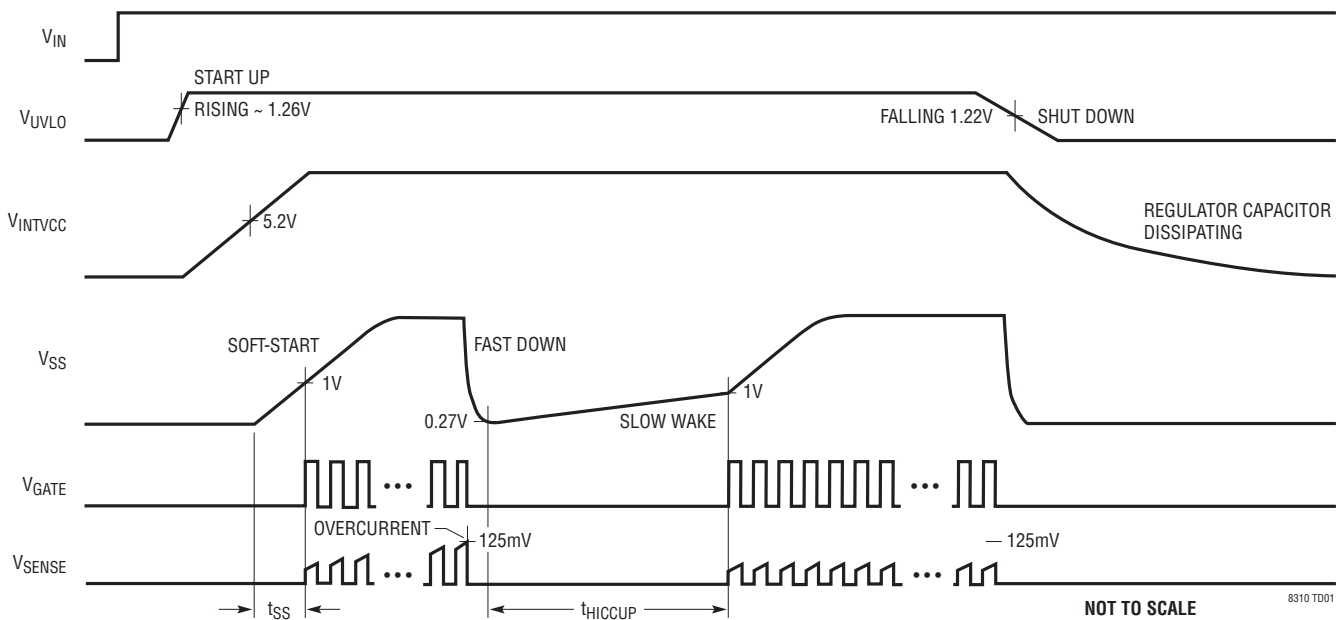 VIN
START UP
RISING ~ 1.26V
VUVLO
FALLING 1.22V
SHUT DOWN
VINTVCC
5.2V
REGULATOR CAPACITOR
DISSIPATING
VSS
SOFT-START
1V
FAST DOWN
0.27V
SLOW WAKE
1V
VGATE
•••
•••
OVERCURRENT
125mV
125mV
VSENSE
•••
•••
tSS
tHICCUP
NOT TO SCALE
8310 TD01